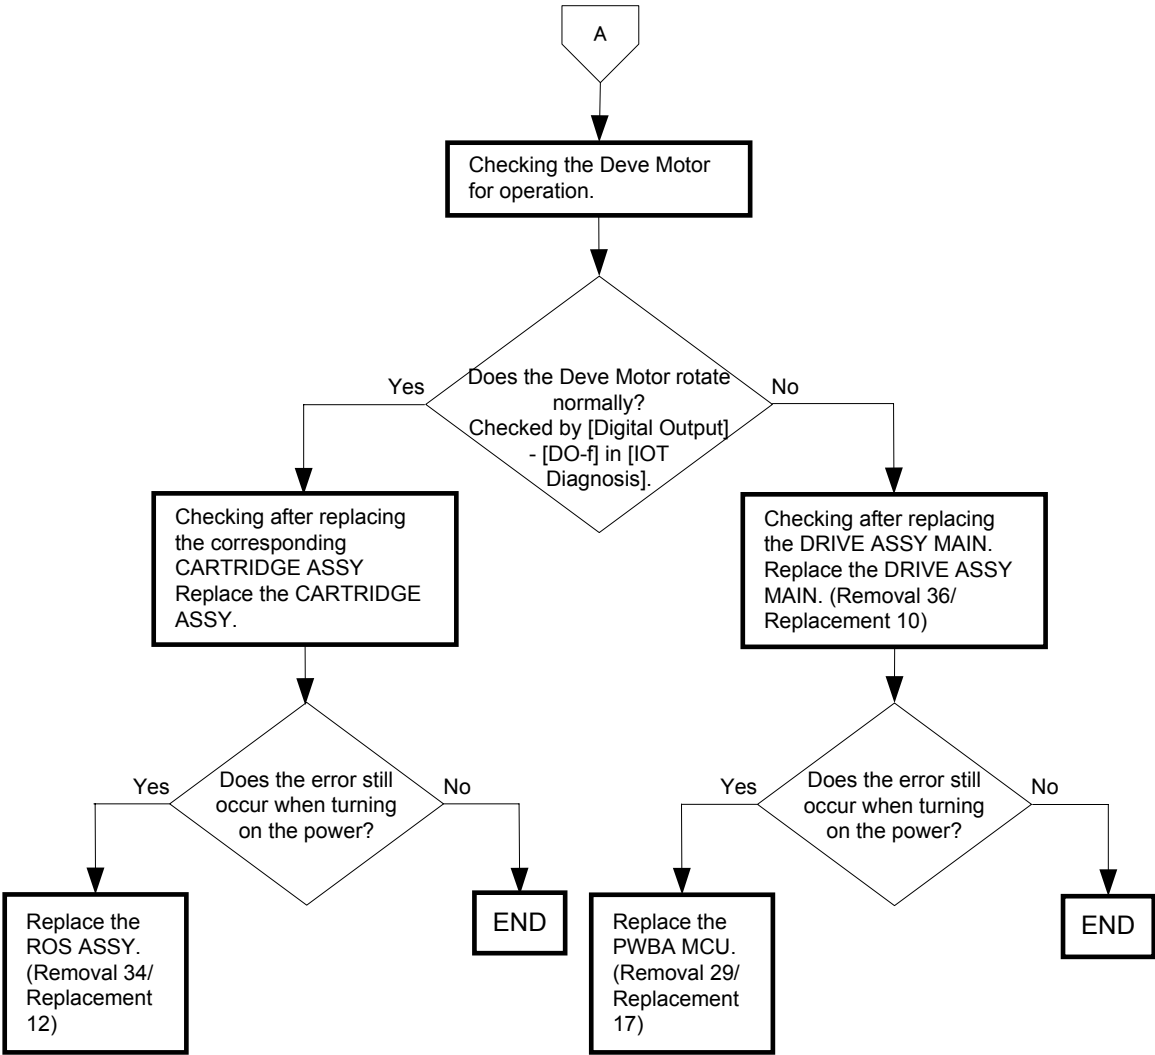 A
Checking the Deve Motor
for operation.
Does the Deve Motor rotate
normally?
Checked by [Digital Output]
- [DO-f] in [IOT
Diagnosis].
Yes
No
Checking after replacing
the corresponding
CARTRIDGE ASSY
Replace the CARTRIDGE
ASSY.
Checking after replacing
the DRIVE ASSY MAIN.
Replace the DRIVE ASSY
MAIN. (Removal 36/
Replacement 10)
Does the error still
occur when turning
on the power?
Yes
No
Does the error still
occur when turning
on the power?
Yes
No
Replace the
ROS ASSY.
(Removal 34/
Replacement
12)
END
Replace the
PWBA MCU.
(Removal 29/
Replacement
17)
END